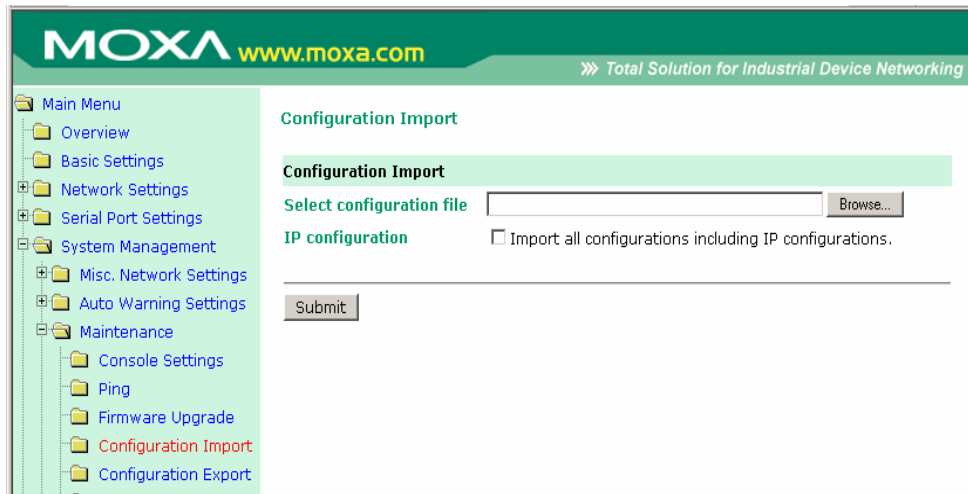 MOXA www.moxa.com
Total Solution for Industrial Device Networking
Main Menu
Overview
Basic Settings
Network Settings
Serial Port Settings
System Management
Misc. Network Settings
Auto Warning Settings
Maintenance
Console Settings
Ping
Firmware Upgrade
Configuration Import
Configuration Export
Configuration Import
Configuration Import
Select configuration file
Browse...
IP configuration
Import all configurations including IP configurations.
Submit